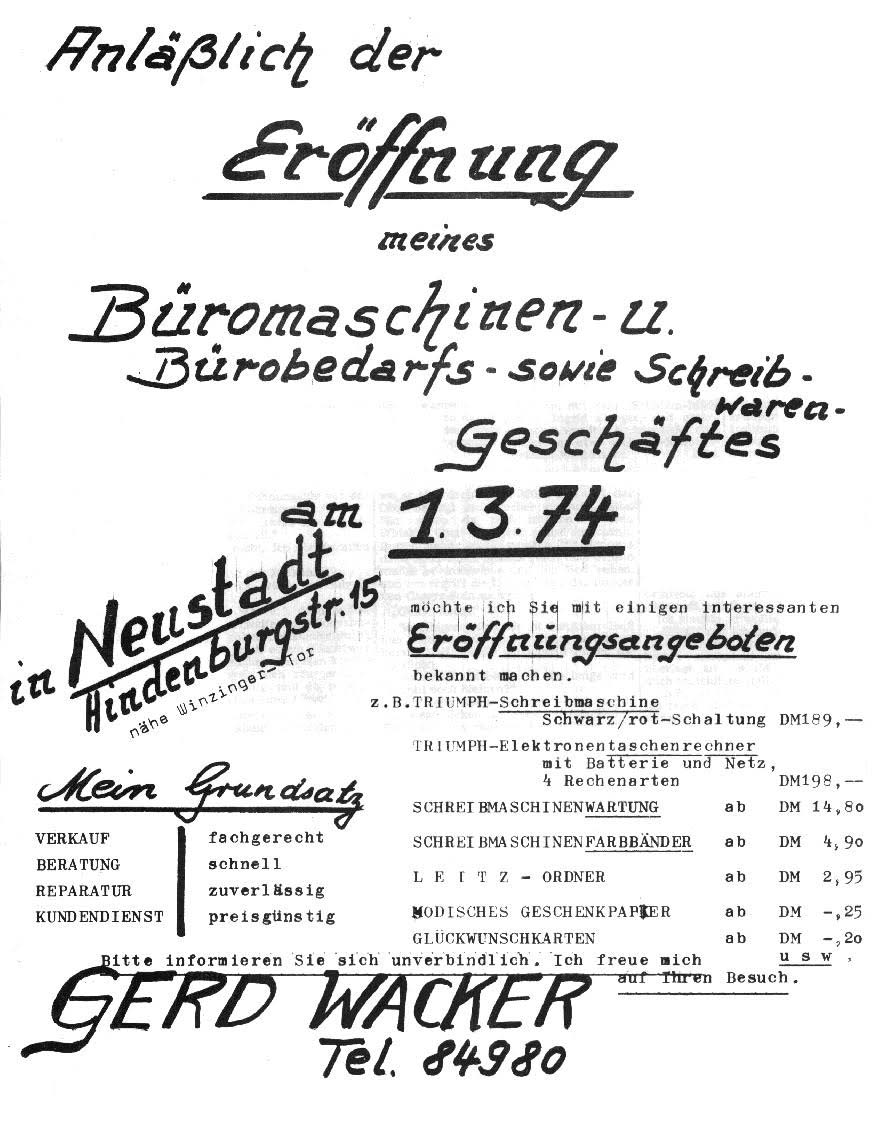 Anläßlich der
Eröffnung
meines
Büromaschinen- u.
Bürobedarfs- sowie Schreib-
waren-
Geschäftes
am 1.3.74
in Neustadt
Hindenburgstr. 15
nähe Winzinger-Tor
möchte ich Sie mit einigen interessanten
Eröffnungsangeboten
bekannt machen.
z.B. TRIUMPH-Schreibmaschine
Schwarz/rot-Schaltung DM189,—
TRIUMPH-Elektronentaschenrechner
mit Batterie und Netz,
4 Rechenarten DM198,—
SCHREIBMASCHINENWARTUNG ab DM 14,80
SCHREIBMASCHINENFARBBÄNDER ab DM 4,90
L E I T Z - ORDNER ab DM 2,95
MODISCHES GESCHENKPAPIER ab DM -,25
GLÜCKWUNSCHKARTEN ab DM -,20
u s w .
Mein Grundsatz
VERKAUF fachgerecht
BERATUNG schnell
REPARATUR zuverlässig
KUNDENDIENST preisgünstig
Bitte informieren Sie sich unverbindlich. Ich freue mich
auf Ihren Besuch.
GERD WACKER
Tel. 84980